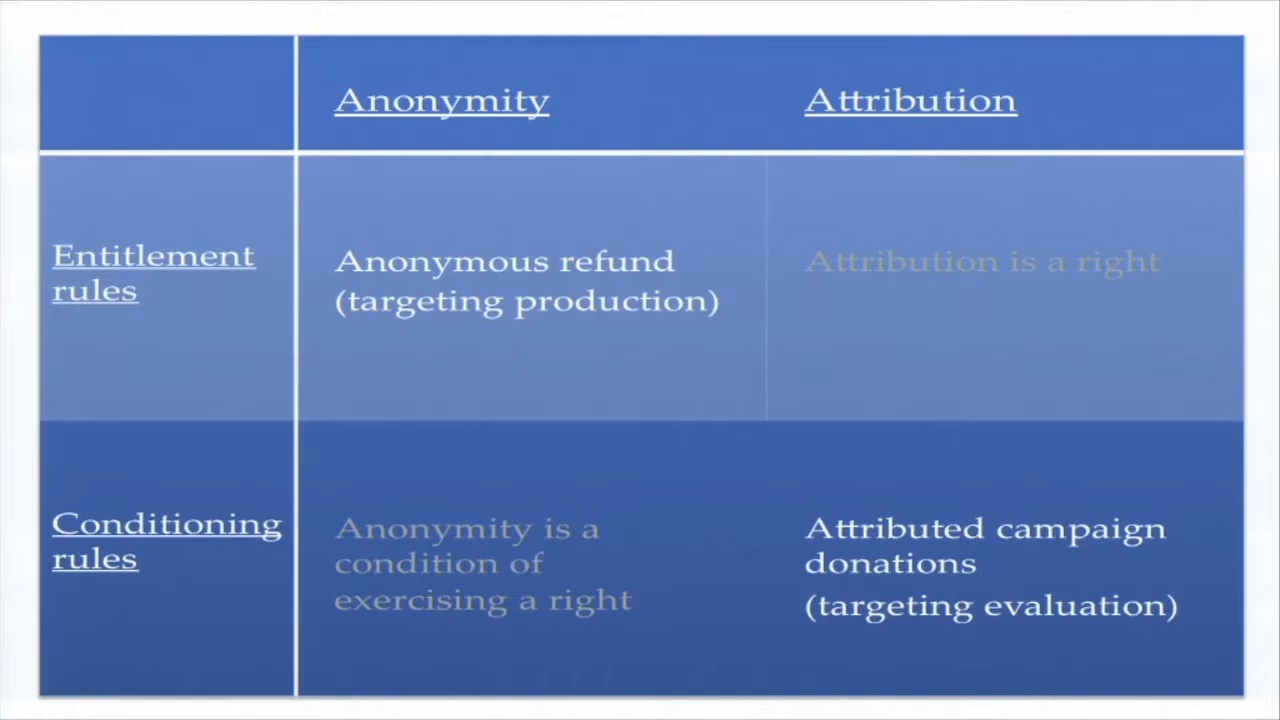 Anonymity
Attribution
Entitlement
rules
Anonymous refund
(targeting production)
Attribution is a right
Conditioning
rules
Anonymity is a
condition of
exercising a right
Attributed campaign
donations
(targeting evaluation)